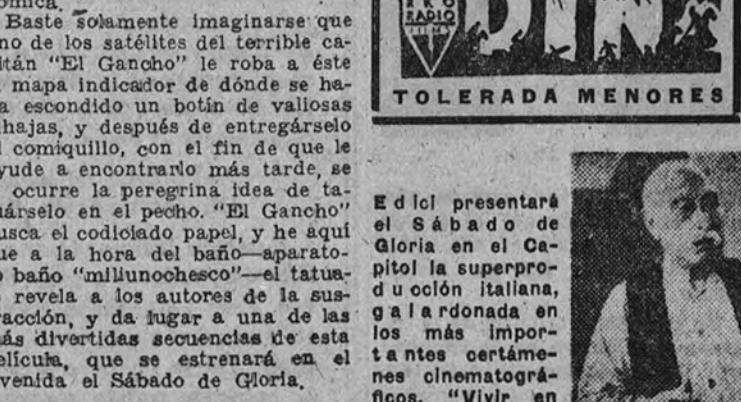 Baste solamente imaginarse que
no de los satélites del terrible ca-
itán "El Gancho" le roba a éste
mapa indicador de dónde se ha-
a escondido un botín de valiosas
hajas, y después de entregárselo
l comiquillo, con el fin de que le
yude a encontrarlo más tarde, se
ocurre la peregrina idea de ta-
uárselo en el pecho. "El Gancho"
usca el codiciado papel, y he aquí
ue a la hora del baño—aparato-
o baño "miliunochesco"—el tatua-
revela a los autores de la sus-
racción, y da lugar a una de las
ás divertidas secuencias de esta
elícula, que se estrenará en el
venida el Sábado de Gloria.
RKO
RADIO
TOLERADA MENORES
Edici presentará
el Sábado de
Gloria en el Ca-
pitol la superpro-
ducción italiana,
galardonada en
los más impor-
tantes certáme-
nes cinematográ-
ficos, "Vivir en